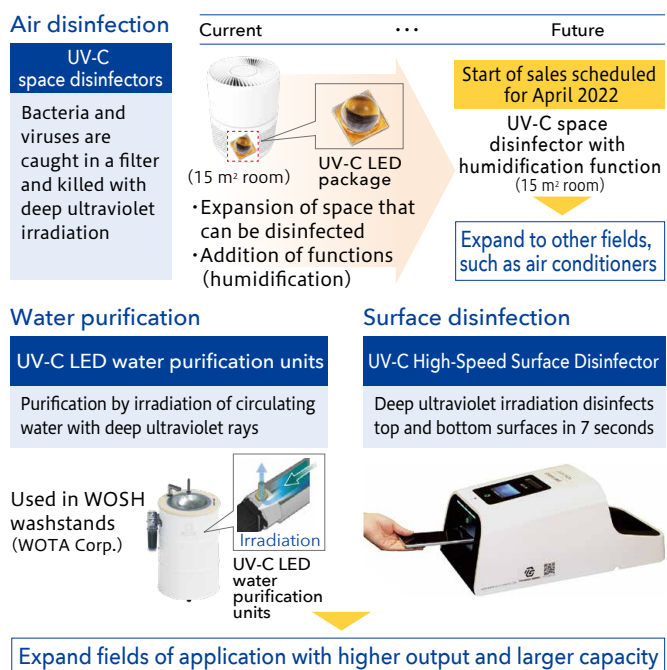 Air disinfection
Current
...
Future
UV-C
space disinfectors
Bacteria and
viruses are
caught in a filter
and killed with
deep ultraviolet
irradiation
(15 m² room)
UV-C LED
package
・Expansion of space that
can be disinfected
・Addition of functions
(humidification)
Start of sales scheduled
for April 2022
UV-C space
disinfector with
humidification function
(15 m² room)
Expand to other fields,
such as air conditioners
Water purification
UV-C LED water purification units
Purification by irradiation of circulating
water with deep ultraviolet rays
Used in WOSH
washstands
(WOTA Corp.)
Irradiation
UV-C LED
water
purification
units
Surface disinfection
UV-C High-Speed Surface Disinfector
Deep ultraviolet irradiation disinfects
top and bottom surfaces in 7 seconds
Expand fields of application with higher output and larger capacity